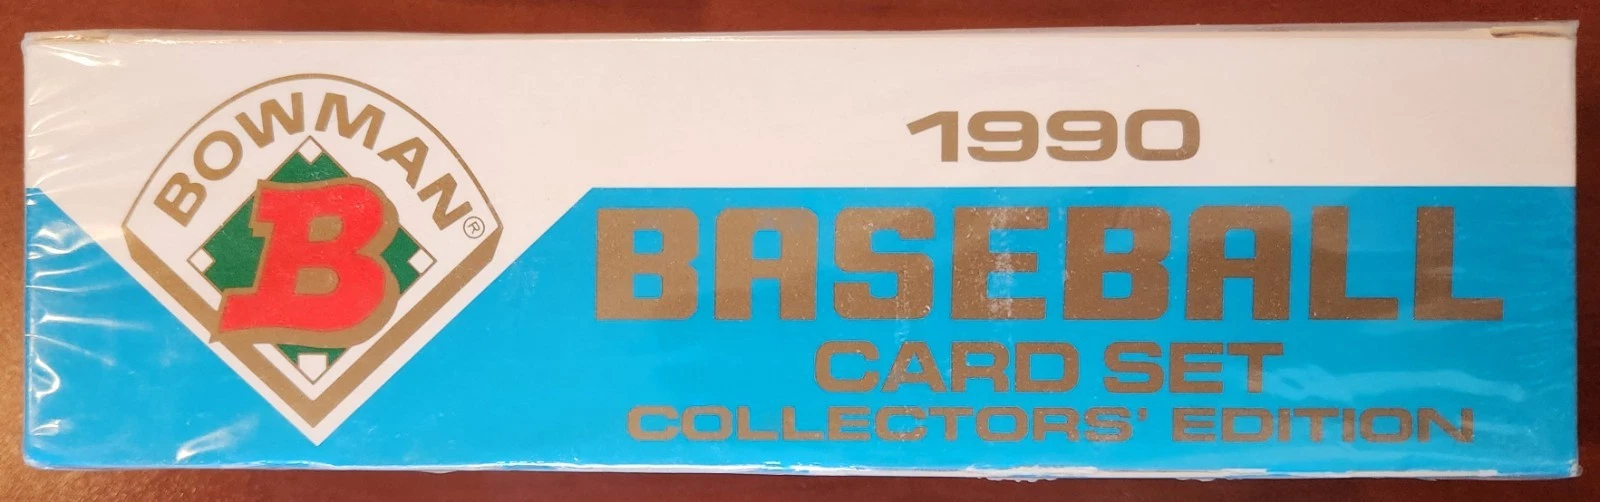 BOWMAN®
B
1990
BASEBALL
CARD SET
COLLECTORS' EDITION